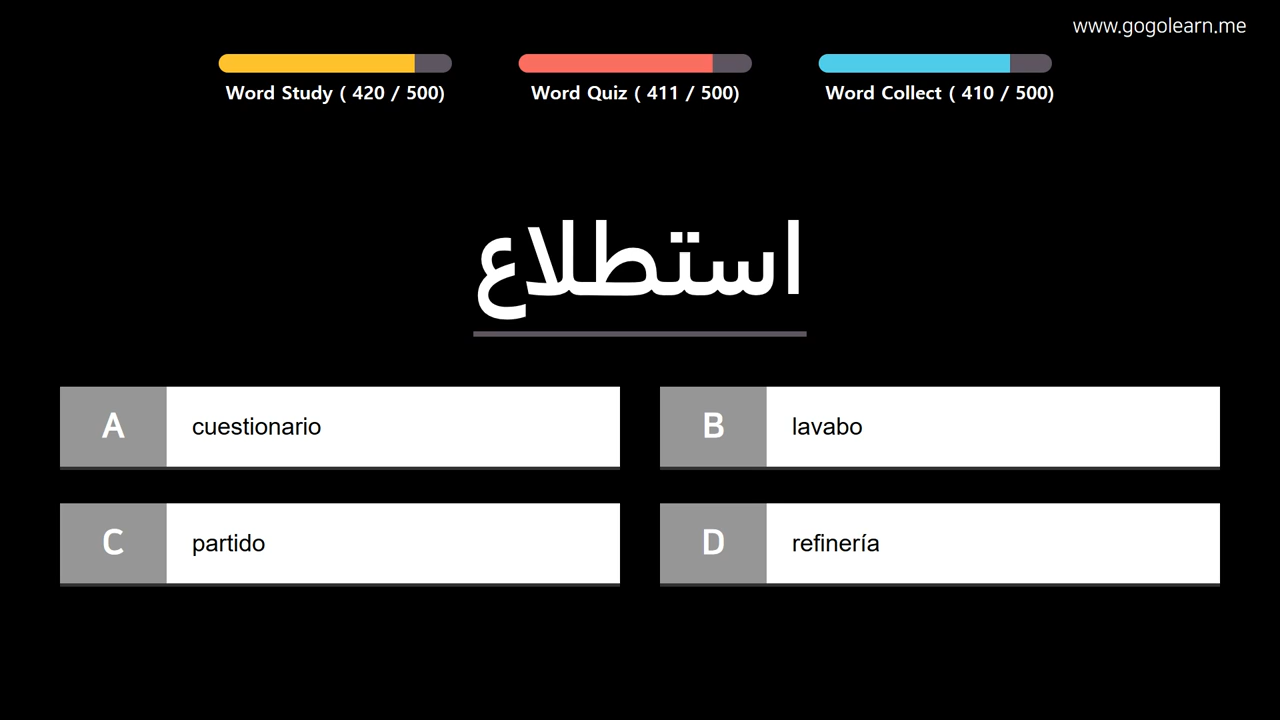 www.gogolearn.me
Word Study ( 420 / 500)
Word Quiz ( 411 / 500)
Word Collect ( 410 / 500)
استطلاع
A cuestionario
B lavabo
C partido
D refinería